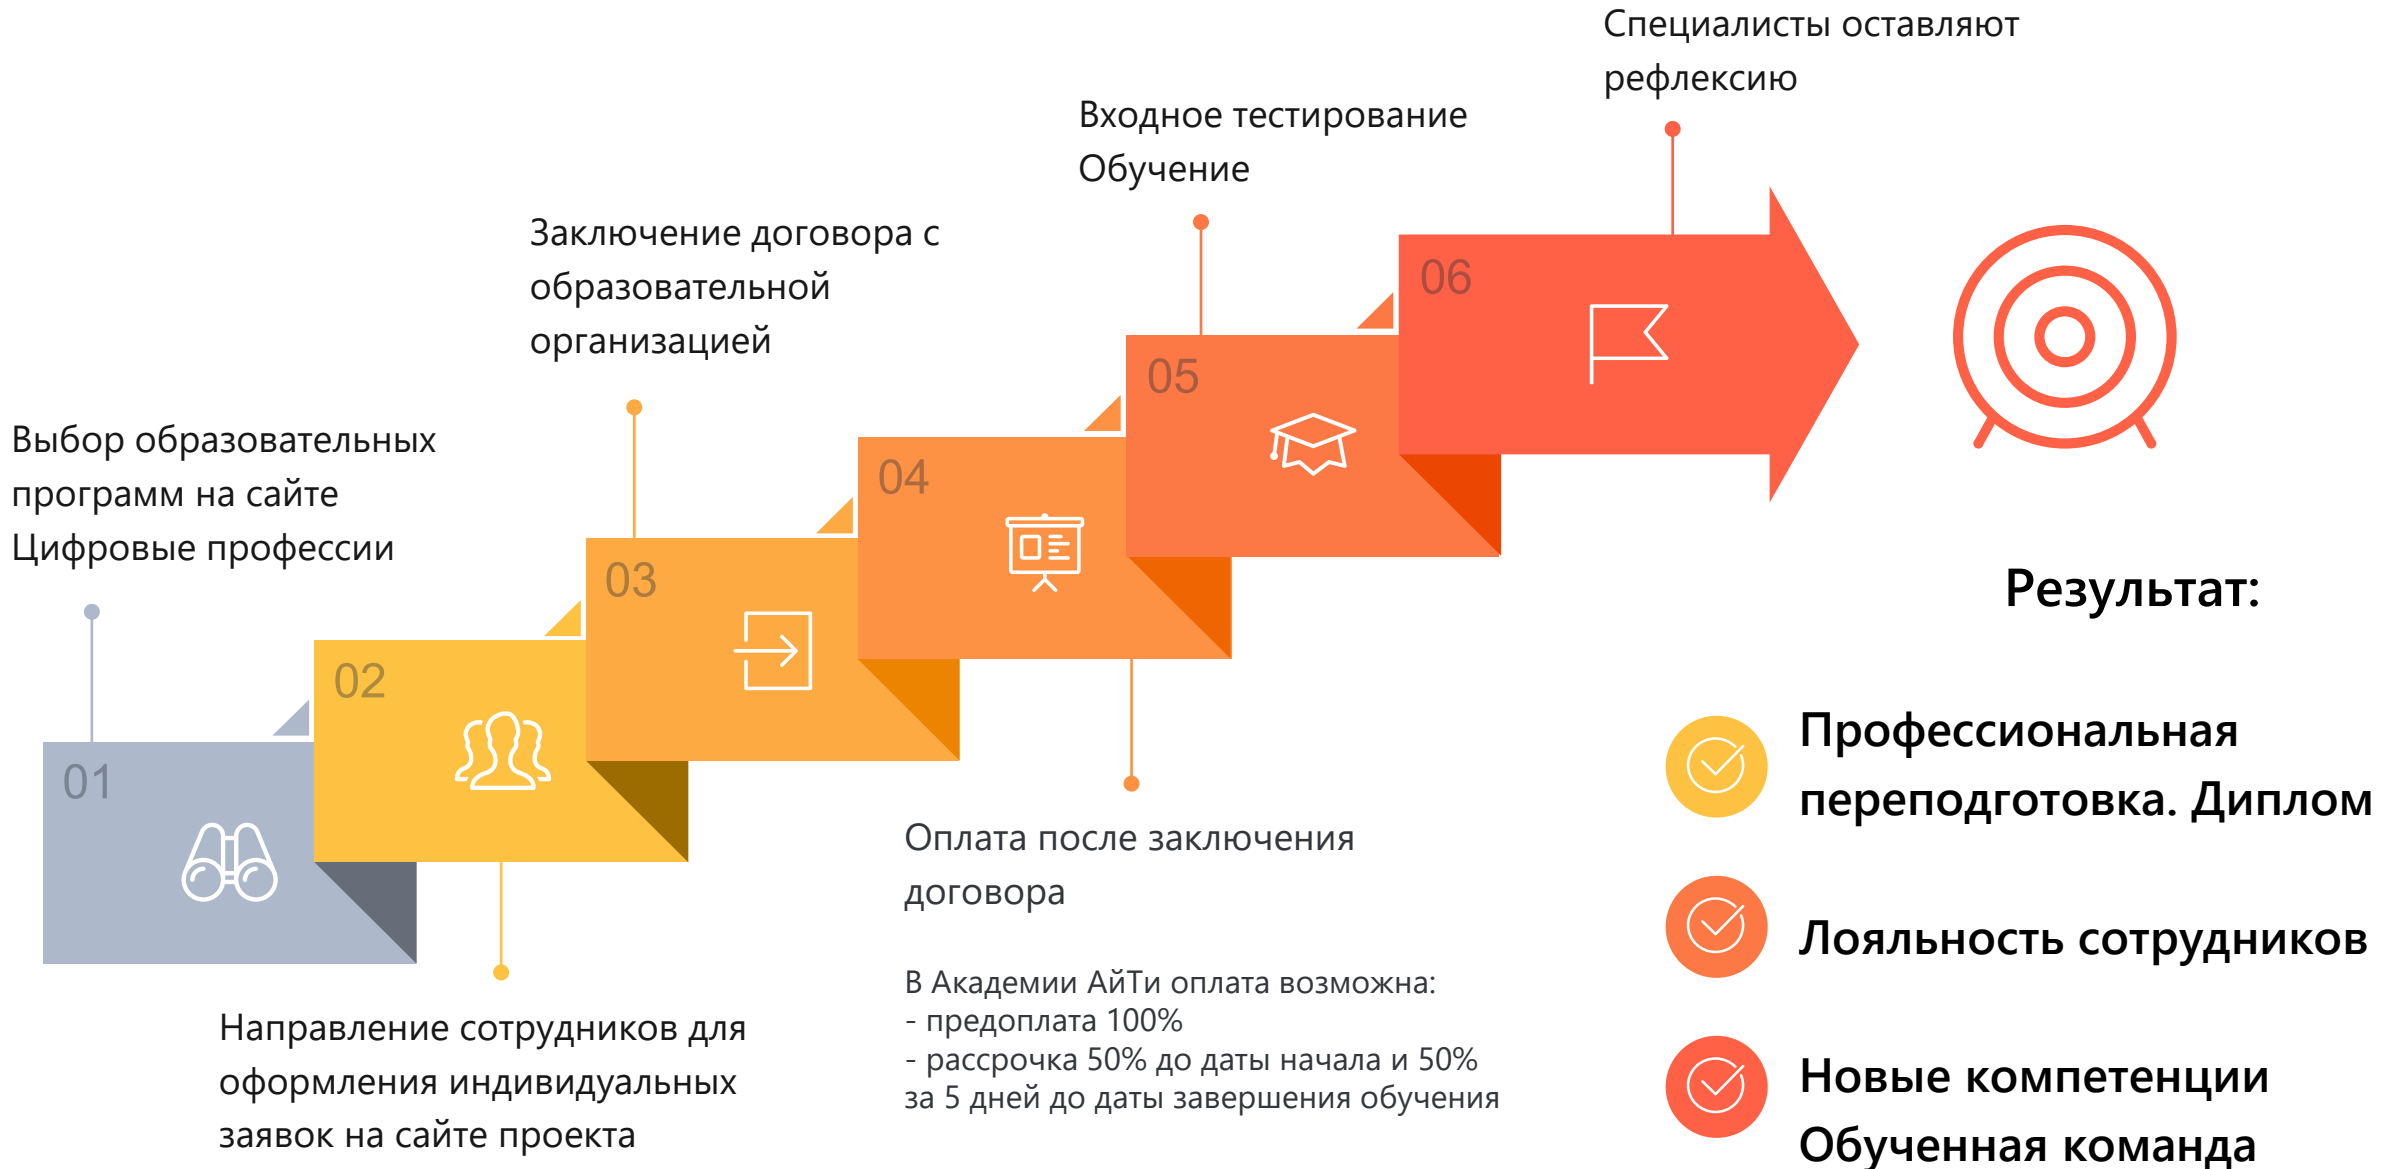 01
Выбор образовательных
программ на сайте
Цифровые профессии
02
Направление сотрудников для
оформления индивидуальных
заявок на сайте проекта
03
Заключение договора с
образовательной
организацией
04
Оплата после заключения
договора
В Академии АйТи оплата возможна:
- предоплата 100%
- рассрочка 50% до даты начала и 50%
за 5 дней до даты завершения обучения
05
Входное тестирование
Обучение
06
Специалисты оставляют
рефлексию
Результат:
Профессиональная
переподготовка. Диплом
Лояльность сотрудников
Новые компетенции
Обученная команда